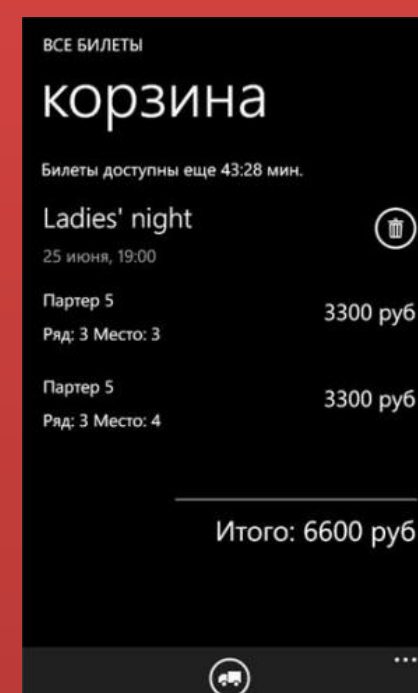 ВСЕ БИЛЕТЫ
корзина
Билеты доступны еще 43:28 мин.
Ladies' night
25 июня, 19:00
Партер 5
Ряд: 3 Место: 3
3300 руб
Партер 5
Ряд: 3 Место: 4
3300 руб
Итого: 6600 руб